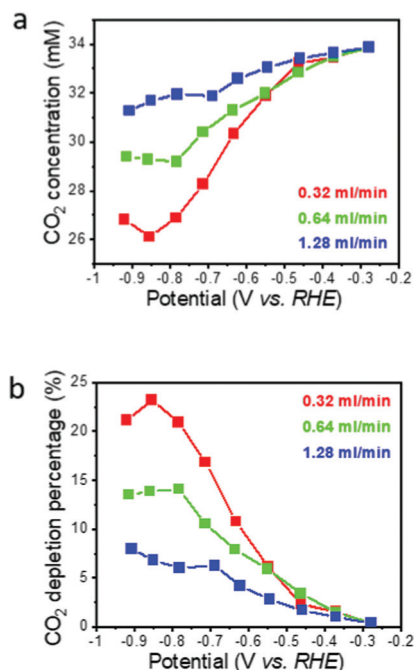 a
CO₂ concentration (mM)
34
32
30
28
26
0.32 ml/min
0.64 ml/min
1.28 ml/min
-1 -0.9 -0.8 -0.7 -0.6 -0.5 -0.4 -0.3 -0.2
Potential (V vs. RHE)
b
CO₂ depletion percentage (%)
25
20
15
10
5
0
0.32 ml/min
0.64 ml/min
1.28 ml/min
-1 -0.9 -0.8 -0.7 -0.6 -0.5 -0.4 -0.3 -0.2
Potential (V vs. RHE)